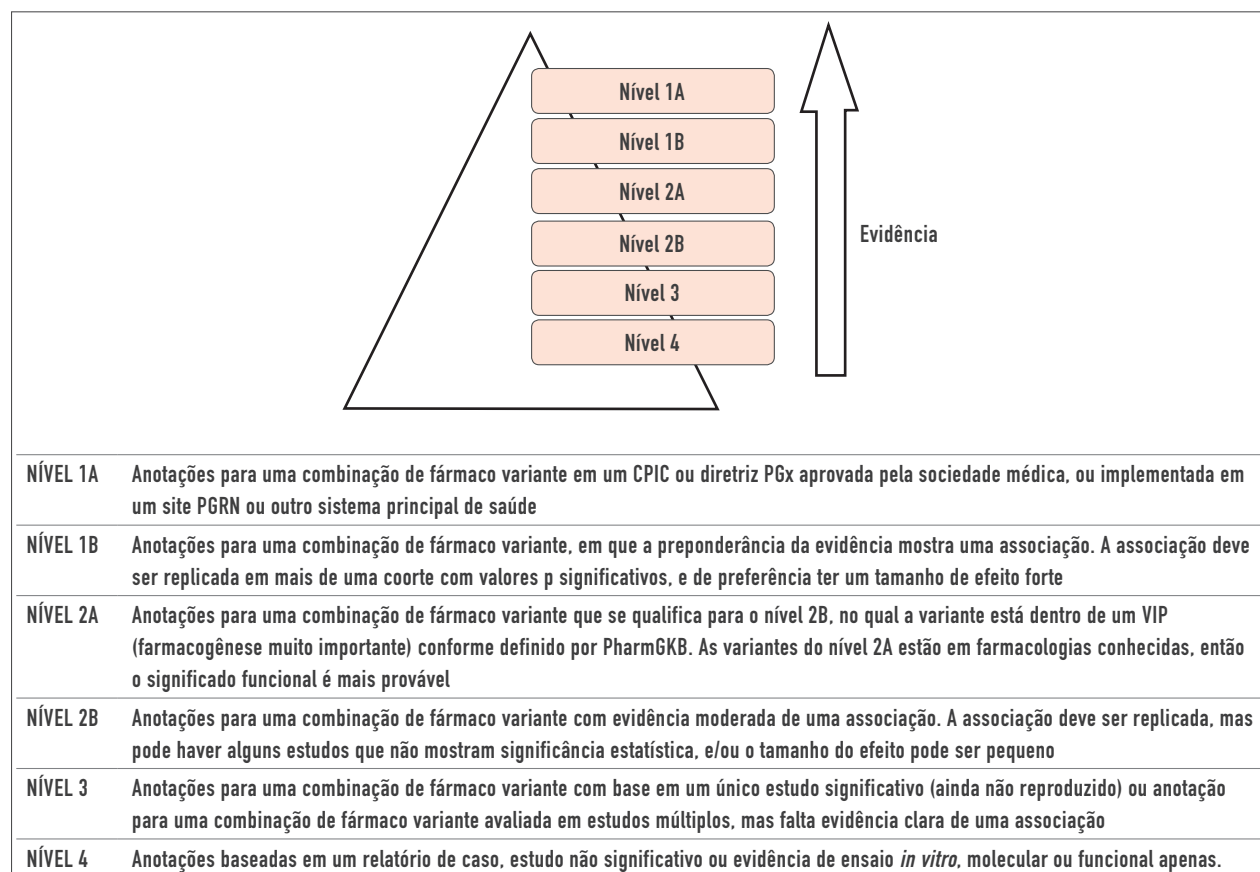 Nível 1A
Nível 1B
Nível 2A
Nível 2B
Nível 3
Nível 4
Evidência
NÍVEL 1A Anotações para uma combinação de fármaco variante em um CPIC ou diretriz PGx aprovada pela sociedade médica, ou implementada em
um site PGRN ou outro sistema principal de saúde
NÍVEL 1B Anotações para uma combinação de fármaco variante, em que a preponderância da evidência mostra uma associação. A associação deve
ser replicada em mais de uma coorte com valores p significativos, e de preferência ter um tamanho de efeito forte
NÍVEL 2A Anotações para uma combinação de fármaco variante que se qualifica para o nível 2B, no qual a variante está dentro de um VIP
(farmacogênese muito importante) conforme definido por PharmGKB. As variantes do nível 2A estão em farmacologias conhecidas, então
o significado funcional é mais provável
NÍVEL 2B Anotações para uma combinação de fármaco variante com evidência moderada de uma associação. A associação deve ser replicada, mas
pode haver alguns estudos que não mostram significância estatística, e/ou o tamanho do efeito pode ser pequeno
NÍVEL 3 Anotações para uma combinação de fármaco variante com base em um único estudo significativo (ainda não reproduzido) ou anotação
para uma combinação de fármaco variante avaliada em estudos múltiplos, mas falta evidência clara de uma associação
NÍVEL 4 Anotações baseadas em um relatório de caso, estudo não significativo ou evidência de ensaio in vitro, molecular ou funcional apenas.